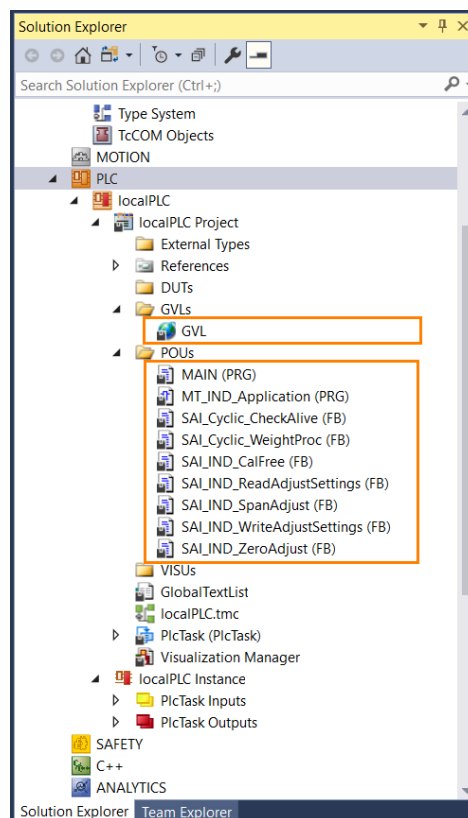 Solution Explorer
Search Solution Explorer (Ctrl+;)
Type System
TcCOM Objects
MOTION
PLC
localPLC
localPLC Project
External Types
References
DUTs
GVLs
GVL
POUs
MAIN (PRG)
MT_IND_Application (PRG)
SAI_Cyclic_CheckAlive (FB)
SAI_Cyclic_WeightProc (FB)
SAI_IND_CalFree (FB)
SAI_IND_ReadAdjustSettings (FB)
SAI_IND_SpanAdjust (FB)
SAI_IND_WriteAdjustSettings (FB)
SAI_IND_ZeroAdjust (FB)
VISUs
GlobalTextList
localPLC.tmc
PlcTask (PlcTask)
Visualization Manager
localPLC Instance
PlcTask Inputs
PlcTask Outputs
SAFETY
C++
ANALYTICS
Solution Explorer Team Explorer